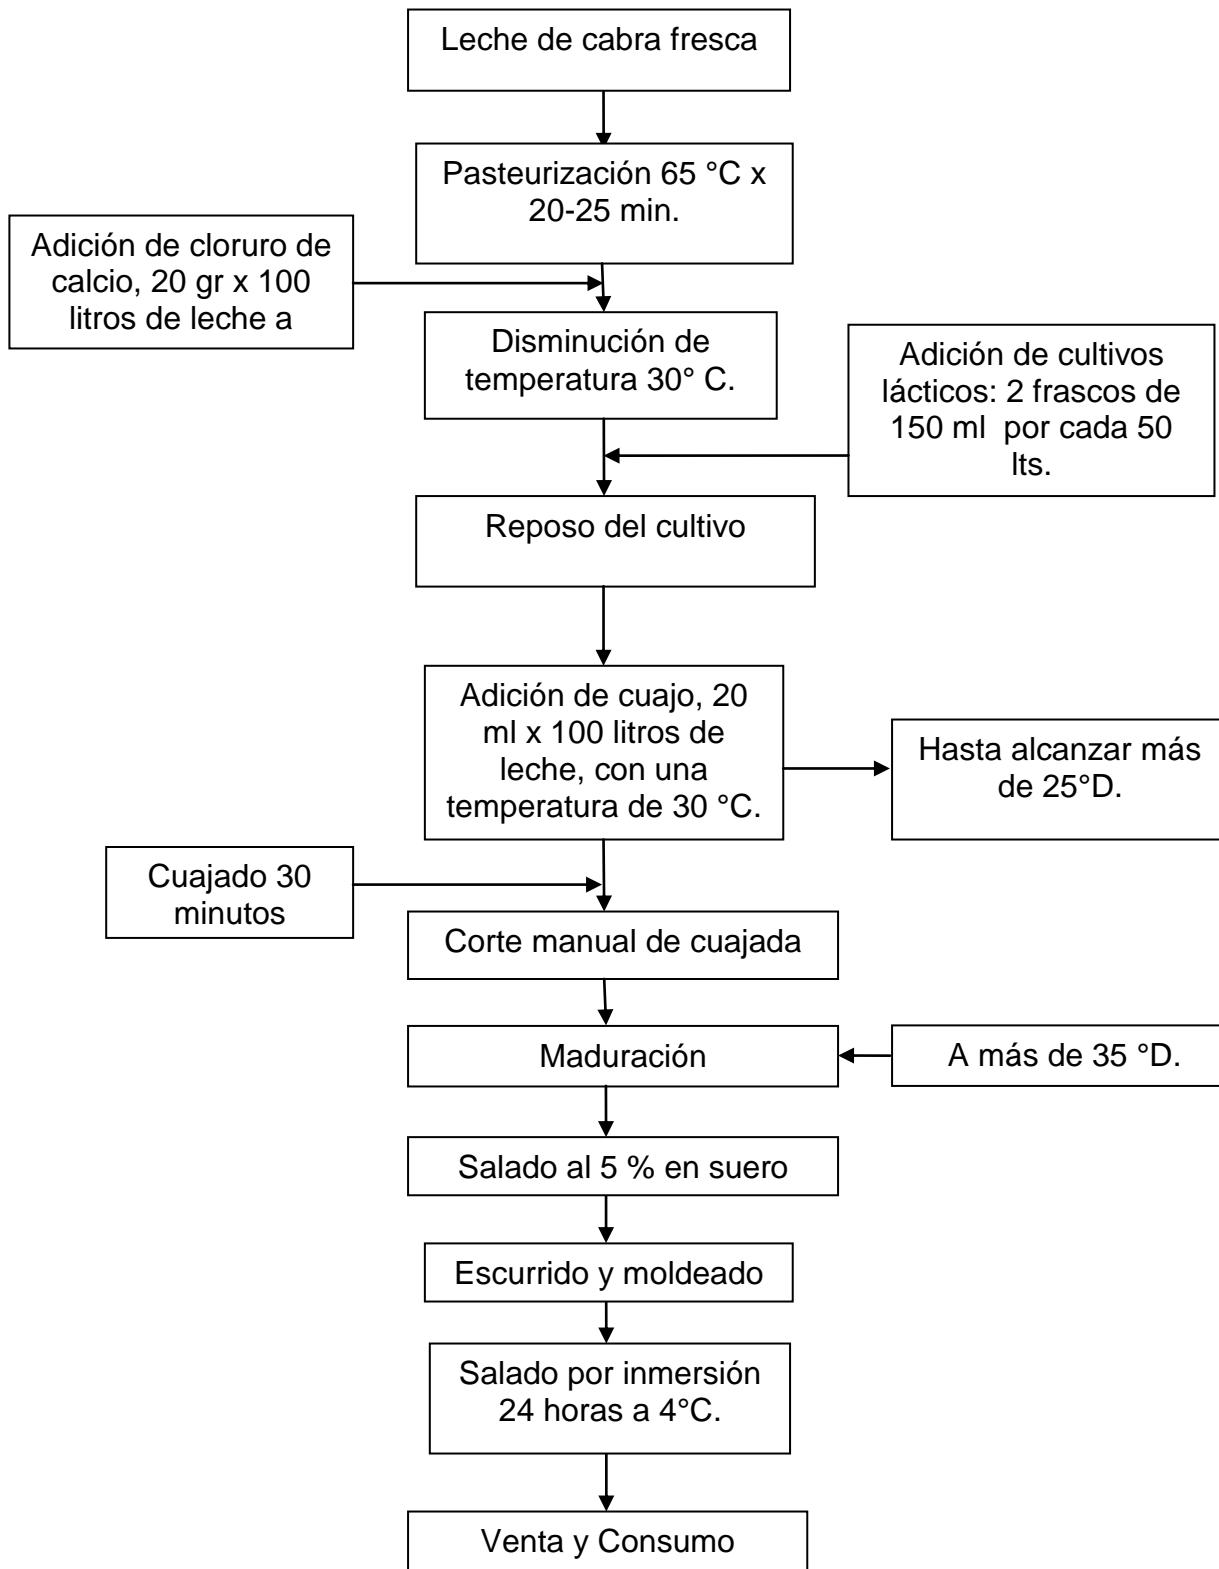 Leche de cabra fresca
Pasteurización 65 °C x
20-25 min.
Adición de cloruro de
calcio, 20 gr x 100
litros de leche a
Disminución de
temperatura 30° C.
Adición de cultivos
lácticos: 2 frascos de
150 ml  por cada 50
lts.
Reposo del cultivo
Adición de cuajo, 20
ml x 100 litros de
leche, con una
temperatura de 30 °C.
Hasta alcanzar más
de 25°D.
Cuajado 30
minutos
Corte manual de cuajada
Maduración
A más de 35 °D.
Salado al 5 % en suero
Escurrido y moldeado
Salado por inmersión
24 horas a 4°C.
Venta y Consumo